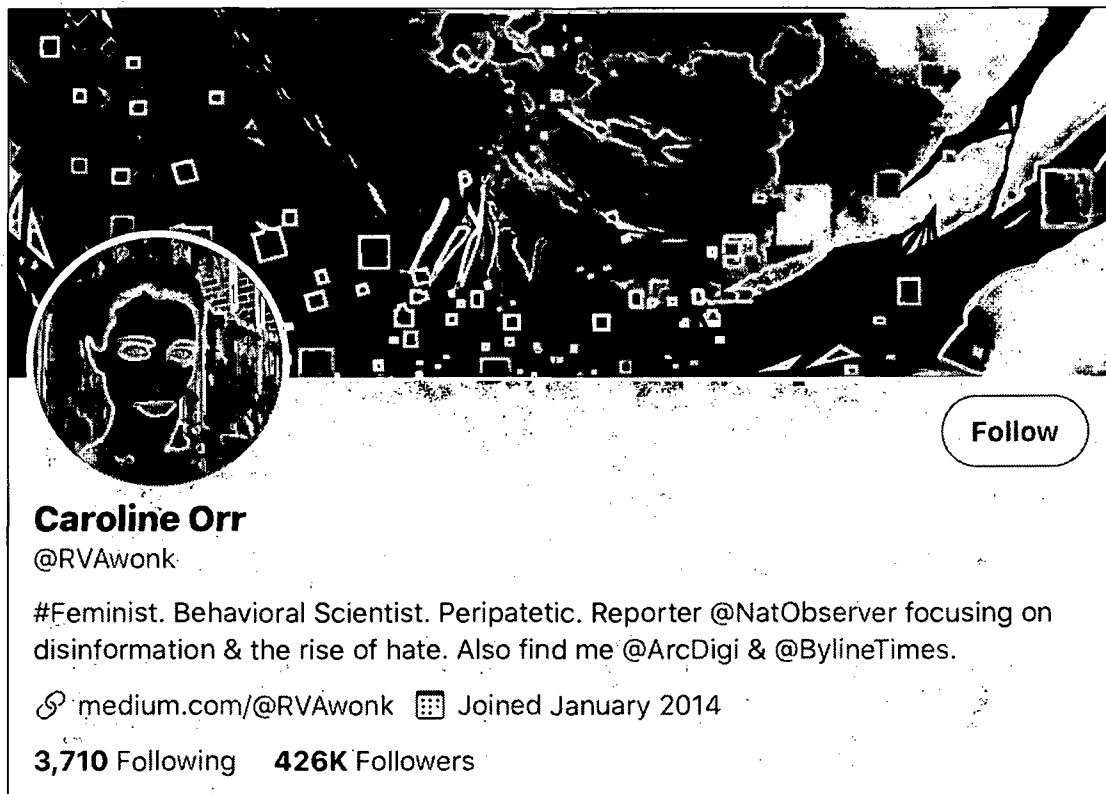 Follow
Caroline Orr
@RVAwonk
#Feminist. Behavioral Scientist. Peripatetic. Reporter @NatObserver focusing on
disinformation & the rise of hate. Also find me @ArcDigi & @BylineTimes.
medium.com/@RVAwonk Joined January 2014
3,710 Following 426K Followers